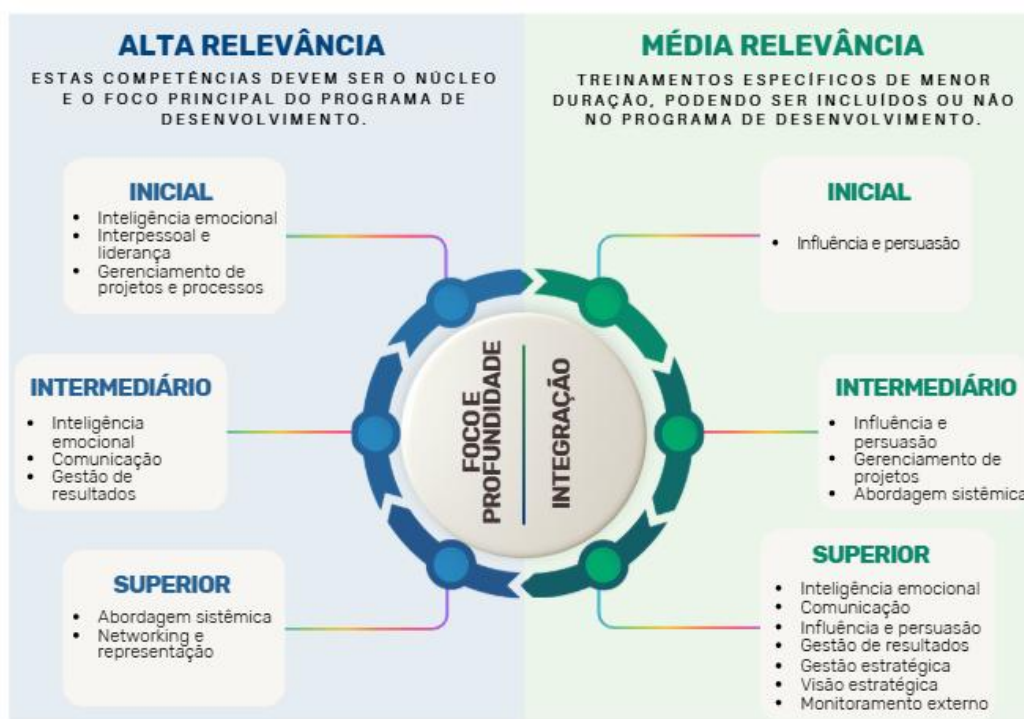 ALTA RELEVÂNCIA
ESTAS COMPETÊNCIAS DEVEM SER O NÚCLEO
E O FOCO PRINCIPAL DO PROGRAMA DE
DESENVOLVIMENTO.
INICIAL
• Inteligência emocional
• Interpessoal e
liderança
• Gerenciamento de
projetos e processos
INTERMEDIÁRIO
• Inteligência
emocional
• Comunicação
• Gestão de
resultados
SUPERIOR
• Abordagem sistêmica
• Networking e
representação
FOCO E
PROFUNDIDADE
INTEGRAÇÃO
MÉDIA RELEVÂNCIA
TREINAMENTOS ESPECÍFICOS DE MENOR
DURAÇÃO, PODENDO SER INCLUÍDOS OU NÃO
NO PROGRAMA DE DESENVOLVIMENTO.
INICIAL
• Influência e persuasão
INTERMEDIÁRIO
• Influência e
persuasão
• Gerenciamento de
projetos
• Abordagem sistêmica
SUPERIOR
• Inteligência emocional
• Comunicação
• Influência e persuasão
• Gestão de resultados
• Gestão estratégica
• Visão estratégica
• Monitoramento externo